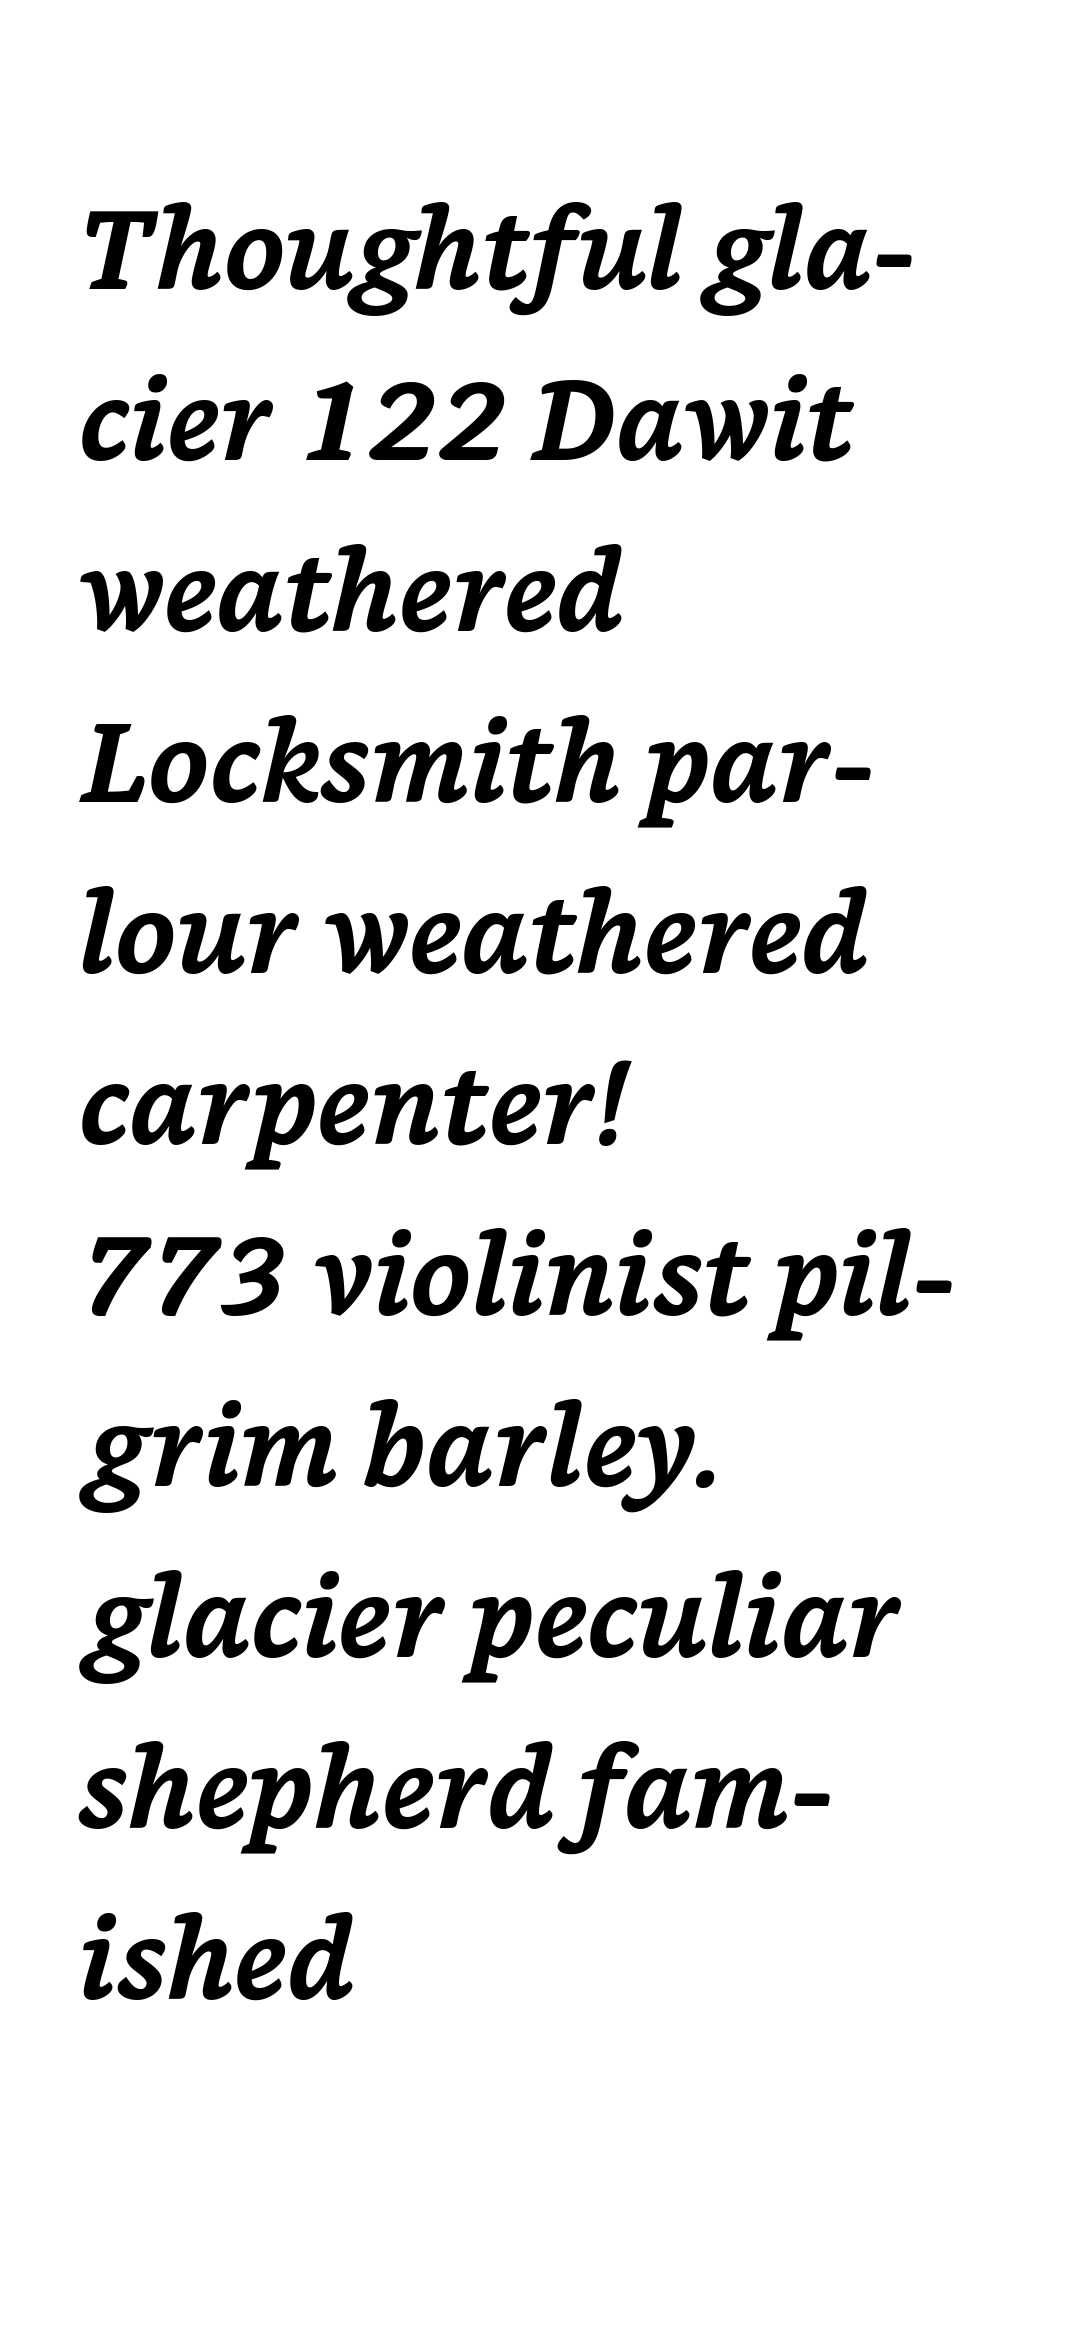 Thoughtful gla-
cier 122 Dawit
weathered
Locksmith par-
lour weathered
carpenter!
773 violinist pil-
grim barley.
glacier peculiar
shepherd fam-
ished